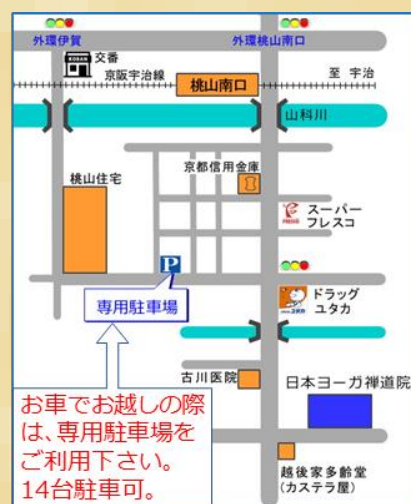 外環伊賀
外環桃山南口
KOBAN
交番
京阪宇治線
桃山南口
至 宇治
山科川
京都信用金庫
桃山住宅
スーパー
フレスコ
P
専用駐車場
ドラッグ
ユタカ
古川医院
日本ヨーガ禅道院
お車でお越しの際
は、専用駐車場を
ご利用下さい。
14台駐車可。
越後家多齢堂
(カステラ屋)